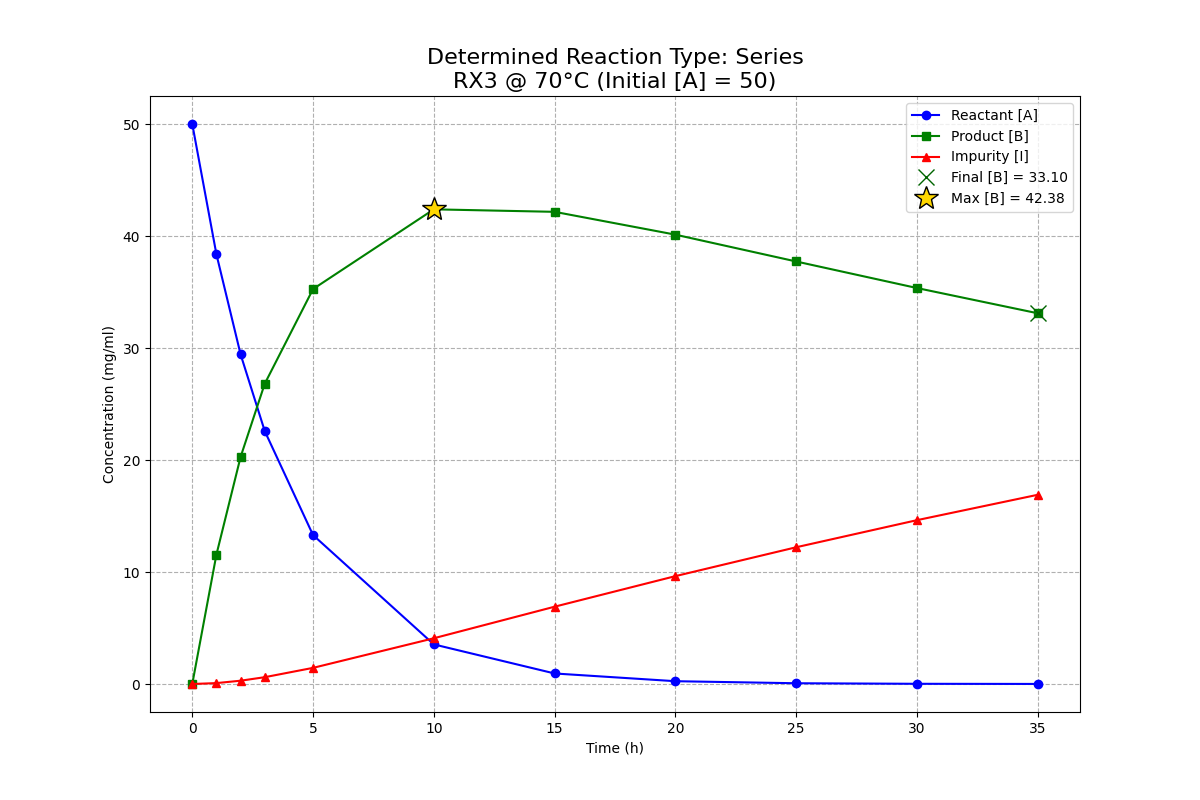 Determined Reaction Type: Series
RX3 @ 70°C (Initial [A] = 50)
Reactant [A]
Product [B]
Impurity [I]
Final [B] = 33.10
Max [B] = 42.38
Concentration (mg/ml)
50
40
30
20
10
0
0 5 10 15 20 25 30 35
Time (h)